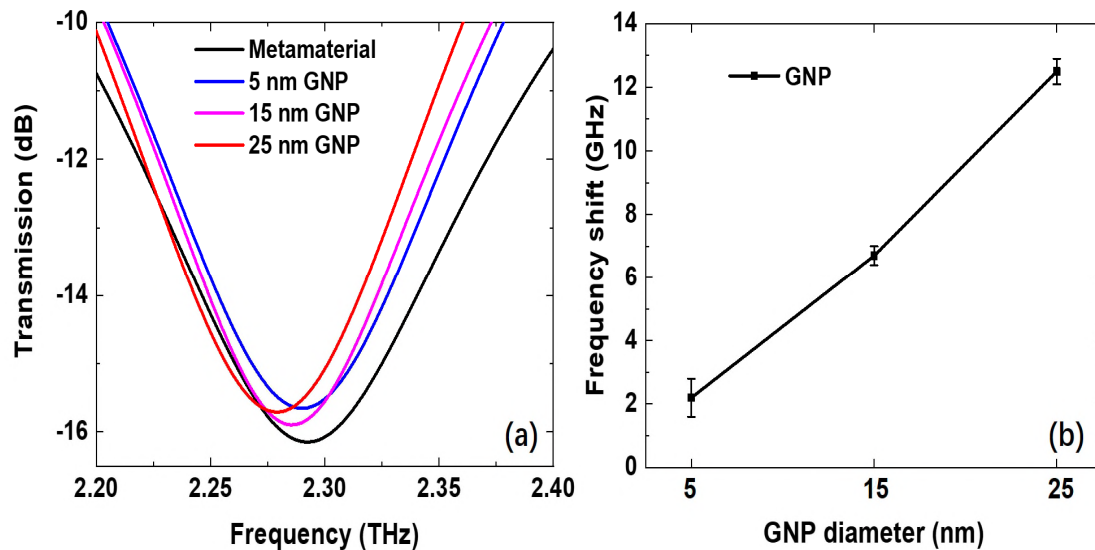 -10
-12
-14
-16
Transmission (dB)
Metamaterial
5 nm GNP
15 nm GNP
25 nm GNP
(a)
2.20 2.25 2.30 2.35 2.40
Frequency (THz)
14
12
10
8
6
4
2
0
Frequency shift (GHz)
GNP
(b)
5 15 25
GNP diameter (nm)